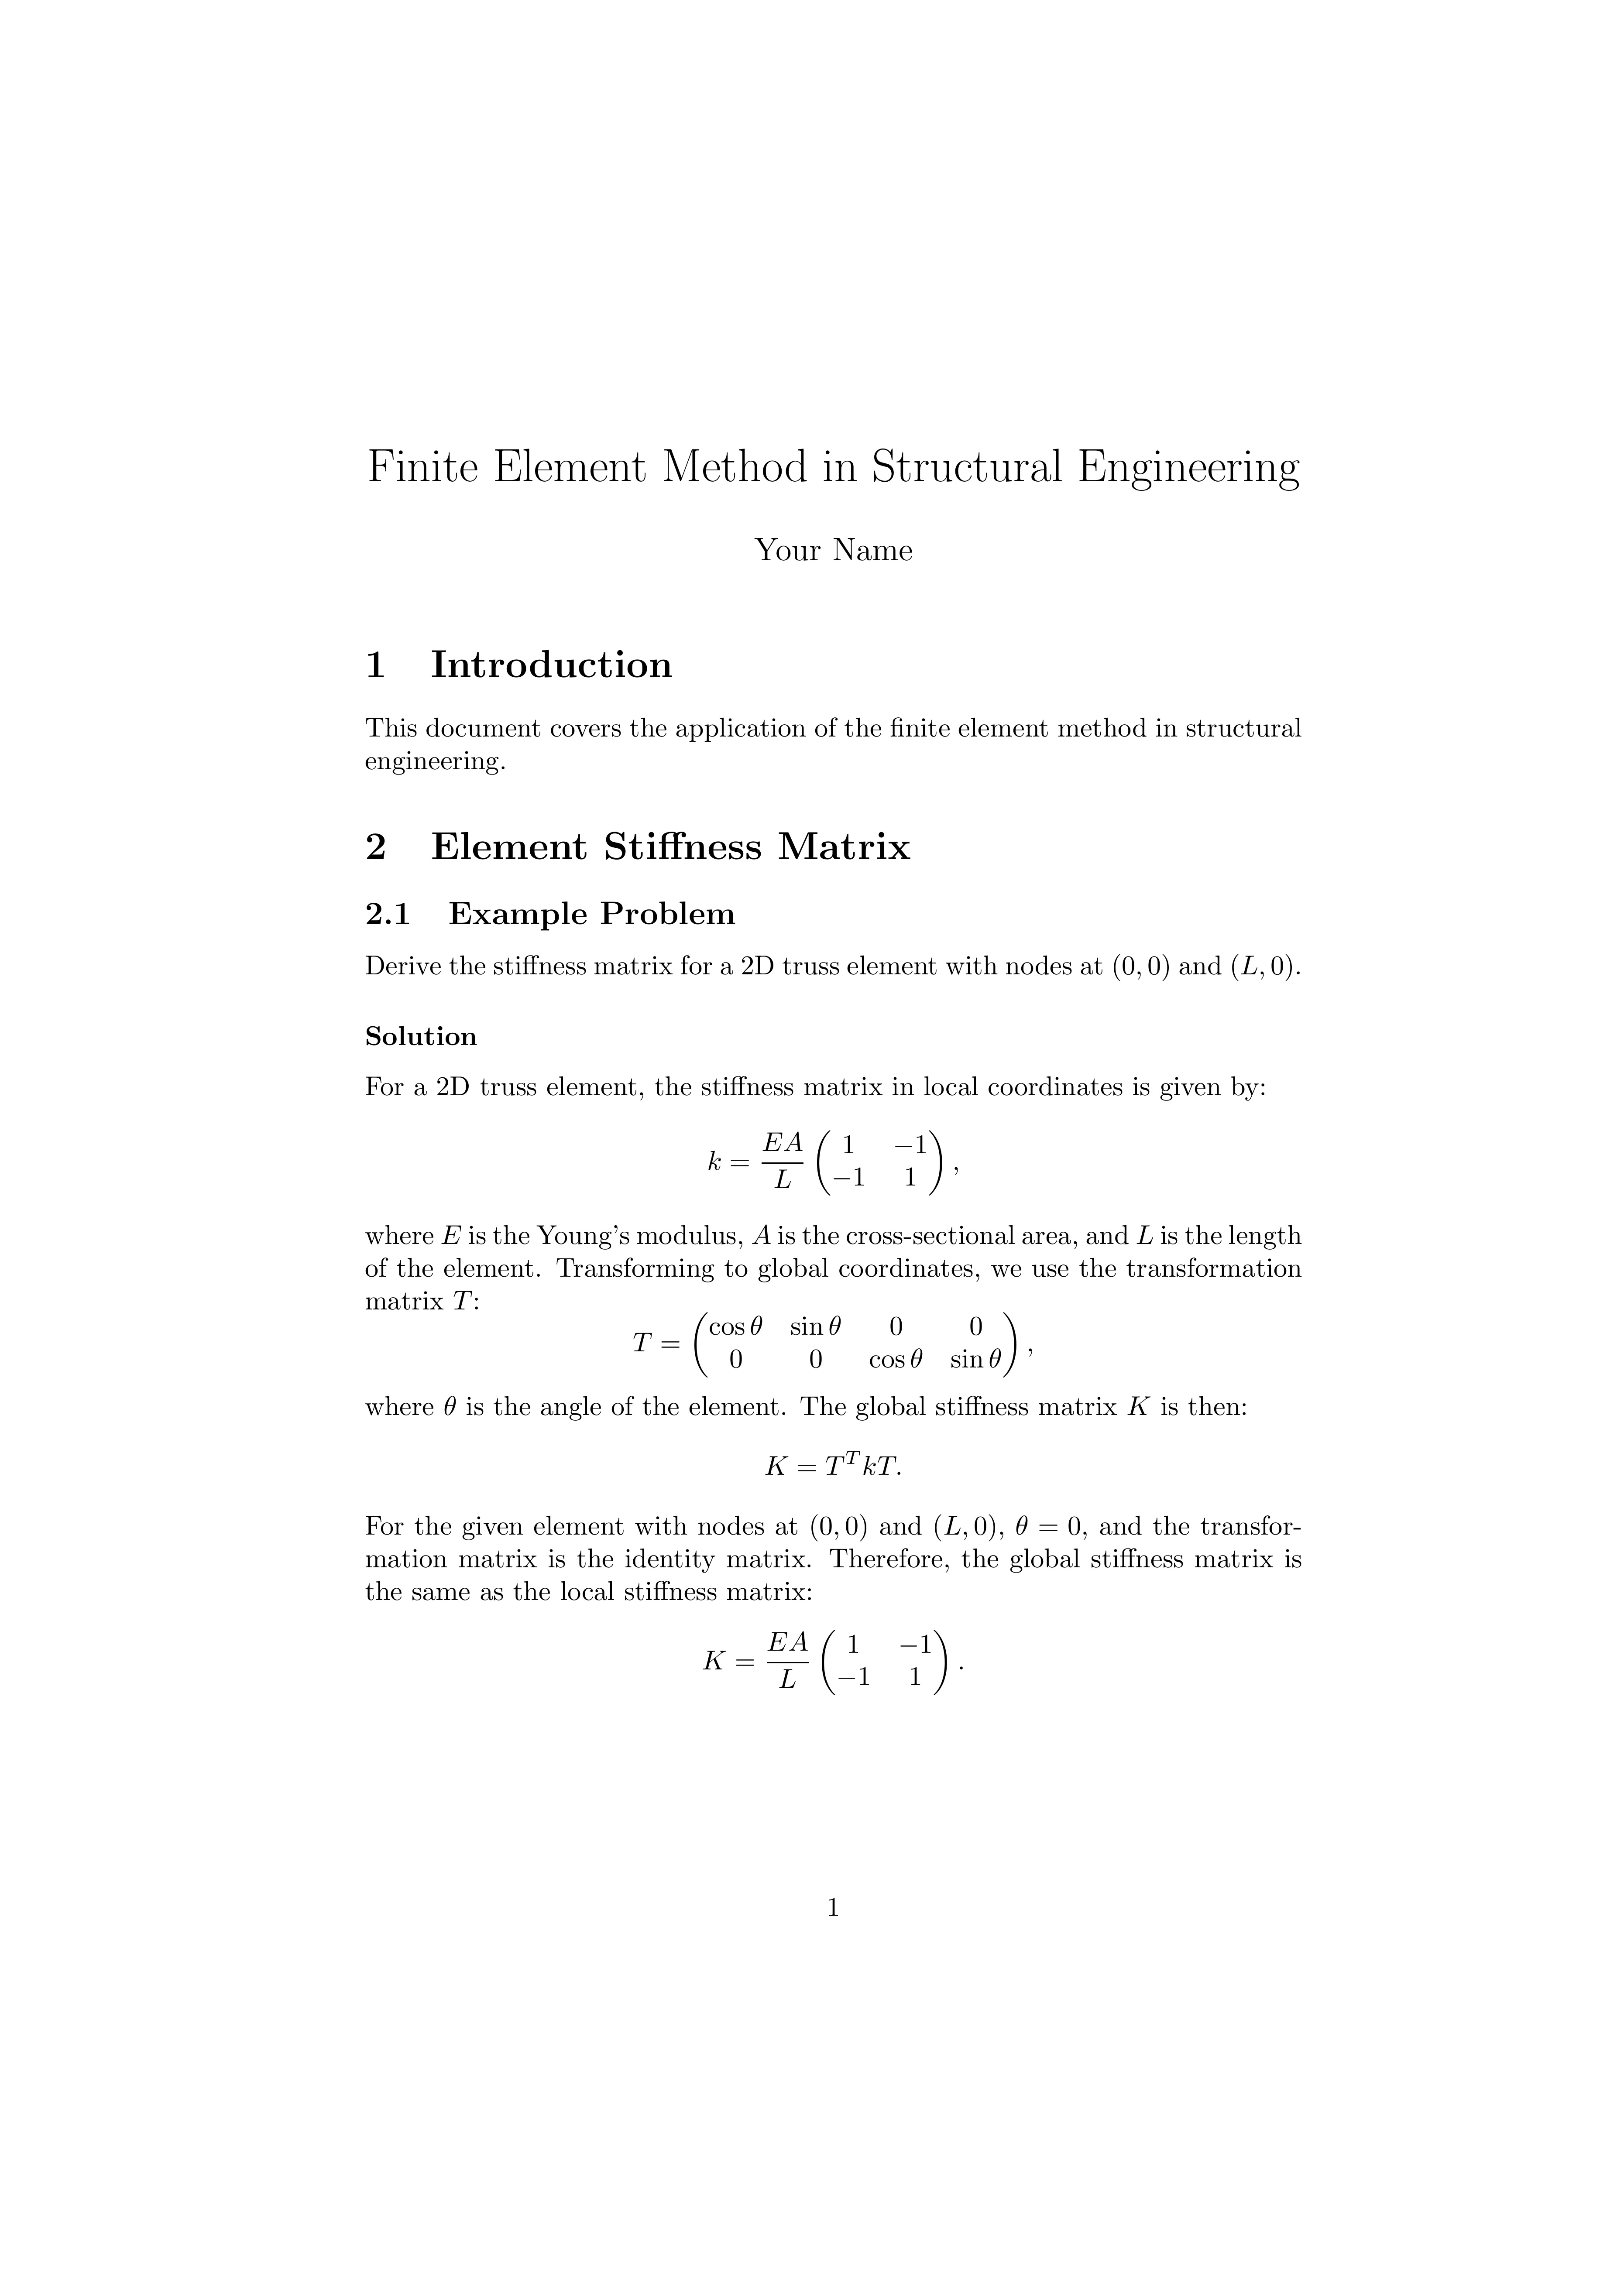 Finite Element Method in Structural Engineering
Your Name
1 Introduction
This document covers the application of the finite element method in structural
engineering.
2 Element Stiffness Matrix
2.1 Example Problem
Derive the stiffness matrix for a 2D truss element with nodes at (0, 0) and (L, 0).
Solution
For a 2D truss element, the stiffness matrix in local coordinates is given by:
k = \frac{EA}{L} \begin{pmatrix} 1 & -1 \\ -1 & 1 \end{pmatrix},
where E is the Young's modulus, A is the cross-sectional area, and L is the length
of the element. Transforming to global coordinates, we use the transformation
matrix T:
T = \begin{pmatrix} \cos θ & \sin θ & 0 & 0 \\ 0 & 0 & \cos θ & \sin θ \end{pmatrix},
where θ is the angle of the element. The global stiffness matrix K is then:
K = T^T kT.
For the given element with nodes at (0, 0) and (L, 0), θ = 0, and the transfor-
mation matrix is the identity matrix. Therefore, the global stiffness matrix is
the same as the local stiffness matrix:
K = \frac{EA}{L} \begin{pmatrix} 1 & -1 \\ -1 & 1 \end{pmatrix}.
1